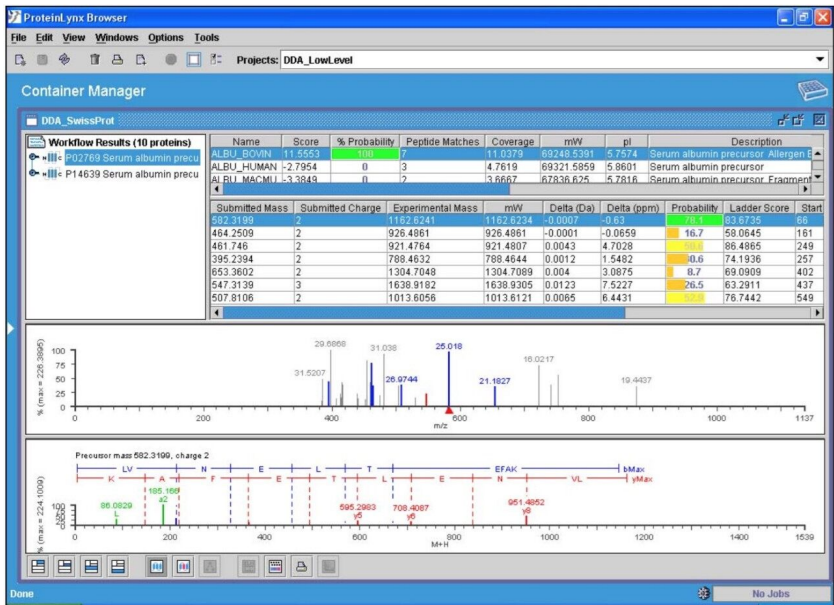 ProteinLynx Browser
File Edit View Windows Options Tools
Projects: DDA_LowLevel
Container Manager
DDA_SwissProt
Workflow Results (10 proteins)
P02769 Serum albumin precu
P14639 Serum albumin precu
Name Score % Probability Peptide Matches Coverage mW pI Description
ALBU_BOVIN 11.5553 100 7 11.0379 69248.5391 5.7574 Serum albumin precursor Allergen
ALBU_HUMAN -2.7954 0 3 4.7619 69321.5859 5.8601 Serum albumin precursor
ALBU_MACMU -3.3849 0 2 3.6667 67836.625 5.7816 Serum albumin precursor Fragment
Submitted Mass Submitted Charge Experimental Mass mW Delta (Da) Delta (ppm) Probability Ladder Score Start
582.3199 2 1162.6241 1162.6234 -0.0007 -0.63 78.1 83.6735 66
464.2509 2 926.4861 926.4861 -0.0001 -0.0659 16.7 58.0645 161
461.746 2 921.4764 921.4807 0.0043 4.7028 86.4865 249
395.2394 2 788.4632 788.4644 0.0012 1.5482 74.1936 257
653.3602 2 1304.7048 1304.7089 0.004 3.0875 8.7 69.0909 402
547.3139 3 1638.9182 1638.9305 0.0123 7.5227 26.5 63.2911 437
507.8106 2 1013.6056 1013.6121 0.0065 6.4431 76.7442 549
% (max = 226.3895)
100
75
50
25
0
29.6868 31.038 25.018 16.0217
31.5207 26.9744 21.1827 19.4437
0 200 400 600 800 1000 1137
m/z
Precursor mass 582.3199, charge 2
LV N E L T EFAK bMax
K A F E T L E N VL yMax
% (max = 224.1009)
100
50
0
86.0829
L
185.165
a2
595.2983
y5
708.4087
y6
951.4852
y8
0 200 400 600 800 1000 1200 1400 1539
M+H
Done
No Jobs